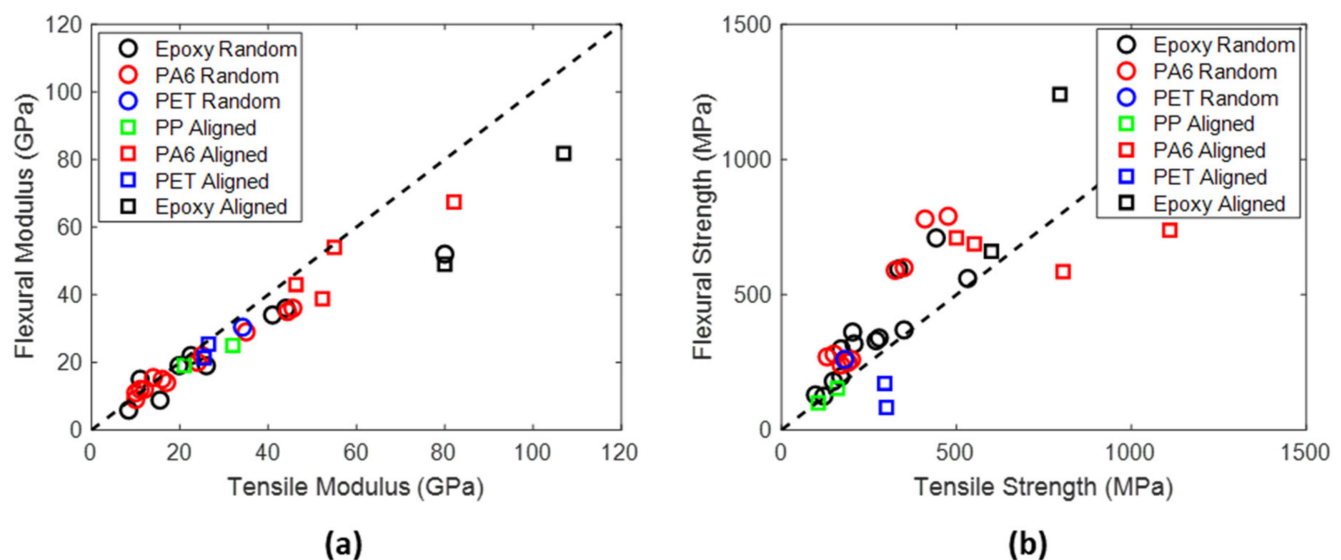 120
100
80
60
40
20
0
Flexural Modulus (GPa)
Epoxy Random
PA6 Random
PET Random
PP Aligned
PA6 Aligned
PET Aligned
Epoxy Aligned
0 20 40 60 80 100 120
Tensile Modulus (GPa)
(a)
1500
1000
500
0
Flexural Strength (MPa)
Epoxy Random
PA6 Random
PET Random
PP Aligned
PA6 Aligned
PET Aligned
Epoxy Aligned
0 500 1000 1500
Tensile Strength (MPa)
(b)